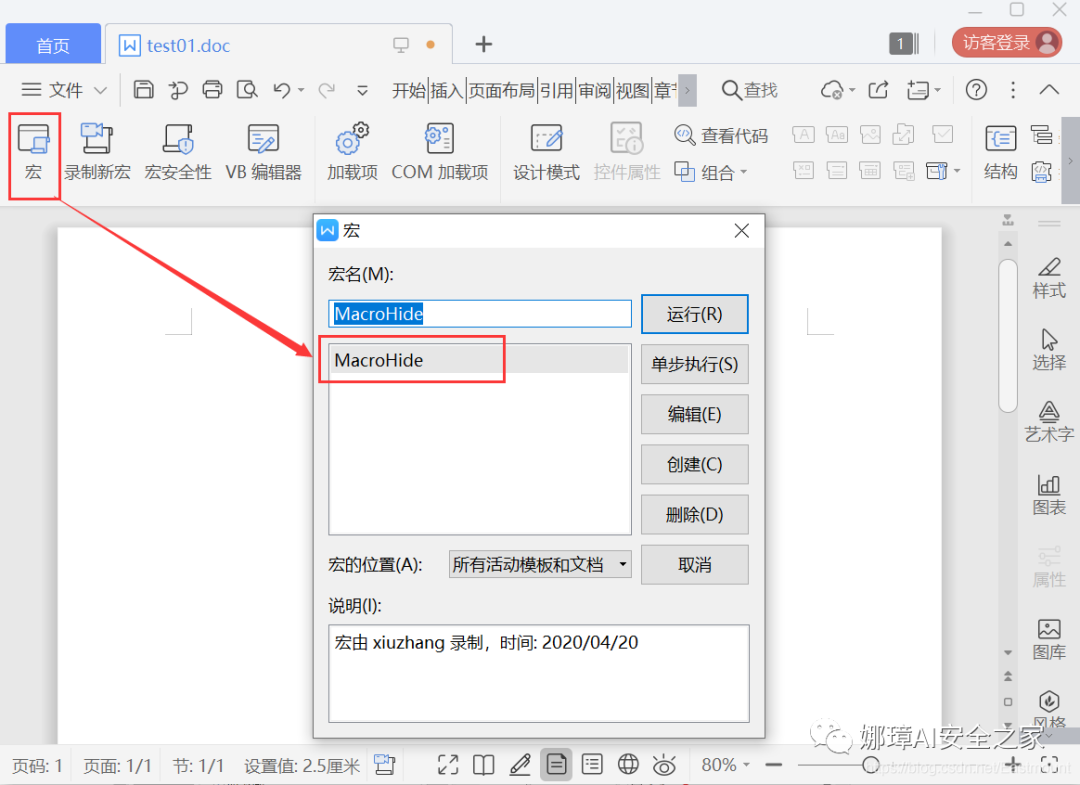 首页
test01.doc
1
访客登录
文件
开始 插入 页面布局 引用 审阅 视图 章
查找
宏
录制新宏
宏安全性
VB 编辑器
加载项
COM 加载项
设计模式
控件属性
查看代码
组合
结构
宏
宏名(M):
MacroHide
运行(R)
MacroHide
单步执行(S)
编辑(E)
创建(C)
删除(D)
宏的位置(A):
所有活动模板和文档
取消
说明(I):
宏由 xiuzhang 录制，时间: 2020/04/20
样式
选择
艺术字
图表
属性
图库
风格
娜璋AI安全之家
页码: 1
页面: 1/1
节: 1/1
设置值: 2.5厘米
80%